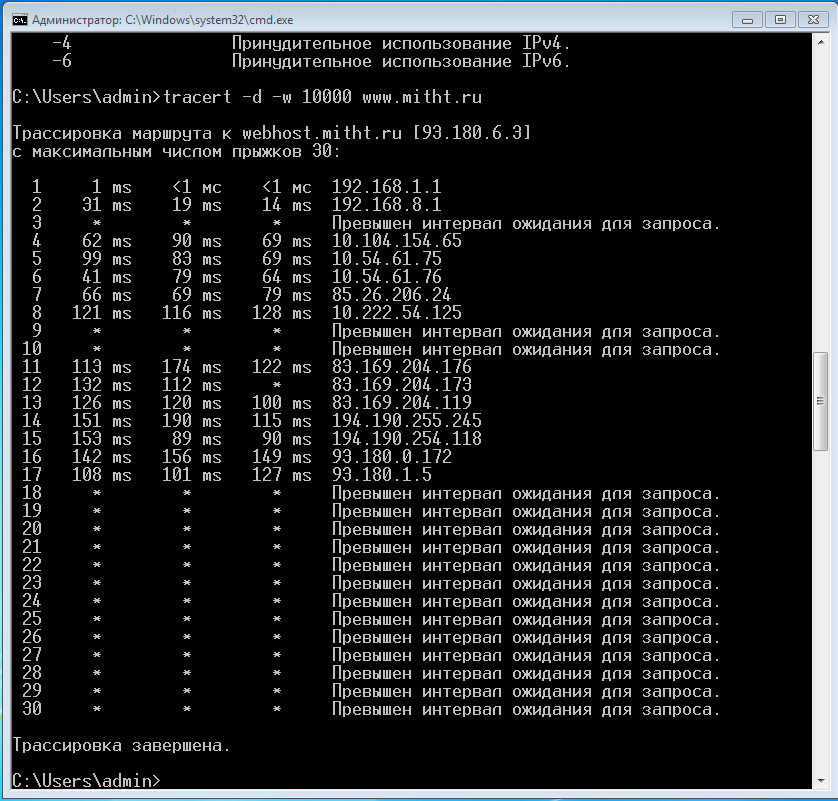 Администратор: C:\Windows\system32\cmd.exe
-4 Принудительное использование IPv4.
-6 Принудительное использование IPv6.
C:\Users\admin>tracert -d -w 10000 www.mitht.ru
Трассировка маршрута к webhost.mitht.ru [93.180.6.3]
с максимальным числом прыжков 30:
1 1 ms <1 мс <1 мс 192.168.1.1
2 31 ms 19 ms 14 ms 192.168.8.1
3 * * * Превышен интервал ожидания для запроса.
4 62 ms 90 ms 69 ms 10.104.154.65
5 99 ms 83 ms 69 ms 10.54.61.75
6 41 ms 79 ms 64 ms 10.54.61.76
7 66 ms 69 ms 79 ms 85.26.206.24
8 121 ms 116 ms 128 ms 10.222.54.125
9 * * * Превышен интервал ожидания для запроса.
10 * * * Превышен интервал ожидания для запроса.
11 113 ms 174 ms 122 ms 83.169.204.176
12 132 ms 112 ms * 83.169.204.173
13 126 ms 120 ms 100 ms 83.169.204.119
14 151 ms 190 ms 115 ms 194.190.255.245
15 153 ms 89 ms 90 ms 194.190.254.118
16 142 ms 156 ms 149 ms 93.180.0.172
17 108 ms 101 ms 127 ms 93.180.1.5
18 * * * Превышен интервал ожидания для запроса.
19 * * * Превышен интервал ожидания для запроса.
20 * * * Превышен интервал ожидания для запроса.
21 * * * Превышен интервал ожидания для запроса.
22 * * * Превышен интервал ожидания для запроса.
23 * * * Превышен интервал ожидания для запроса.
24 * * * Превышен интервал ожидания для запроса.
25 * * * Превышен интервал ожидания для запроса.
26 * * * Превышен интервал ожидания для запроса.
27 * * * Превышен интервал ожидания для запроса.
28 * * * Превышен интервал ожидания для запроса.
29 * * * Превышен интервал ожидания для запроса.
30 * * * Превышен интервал ожидания для запроса.
Трассировка завершена.
C:\Users\admin>